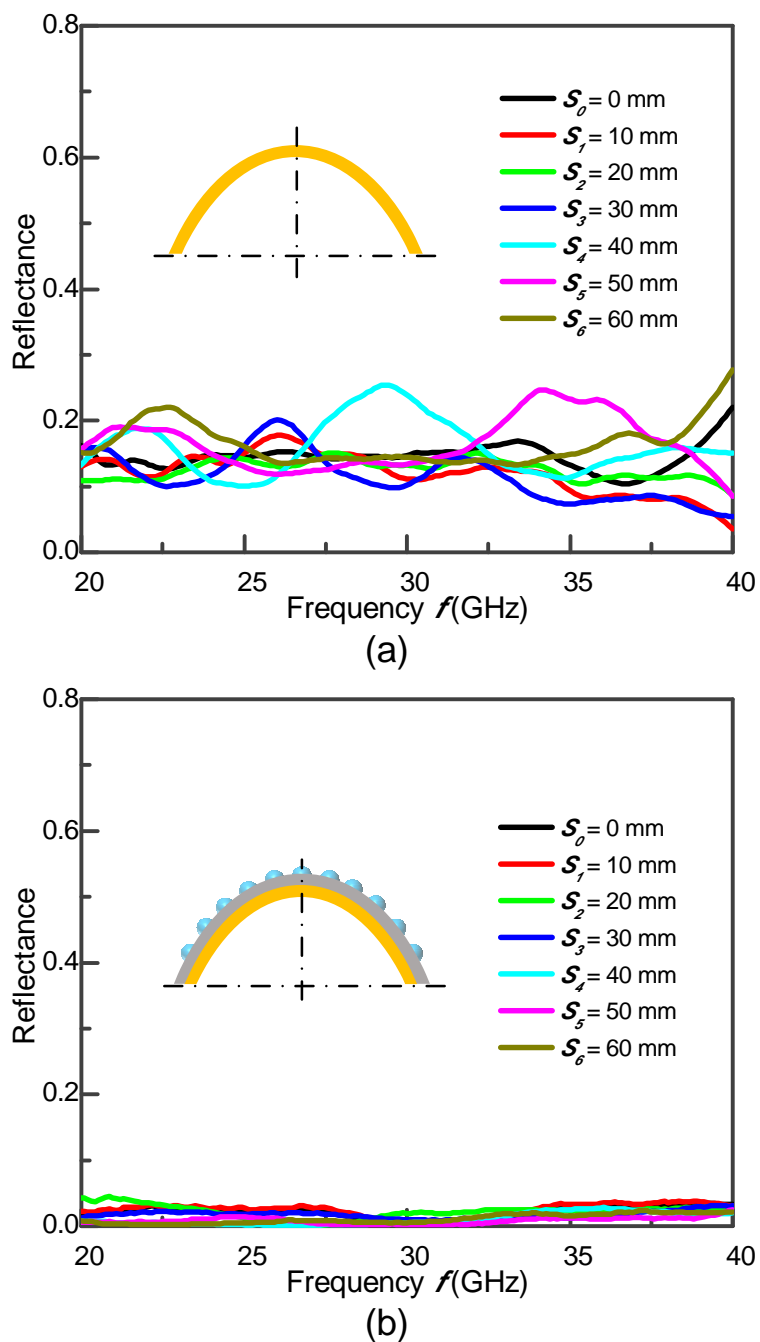 0.8
0.6
0.4
0.2
0.0
Reflectance
S₀ = 0 mm
S₁ = 10 mm
S₂ = 20 mm
S₃ = 30 mm
S₄ = 40 mm
S₅ = 50 mm
S₆ = 60 mm
20 25 30 35 40
Frequency f (GHz)
(a)
0.8
0.6
0.4
0.2
0.0
Reflectance
S₀ = 0 mm
S₁ = 10 mm
S₂ = 20 mm
S₃ = 30 mm
S₄ = 40 mm
S₅ = 50 mm
S₆ = 60 mm
20 25 30 35 40
Frequency f (GHz)
(b)